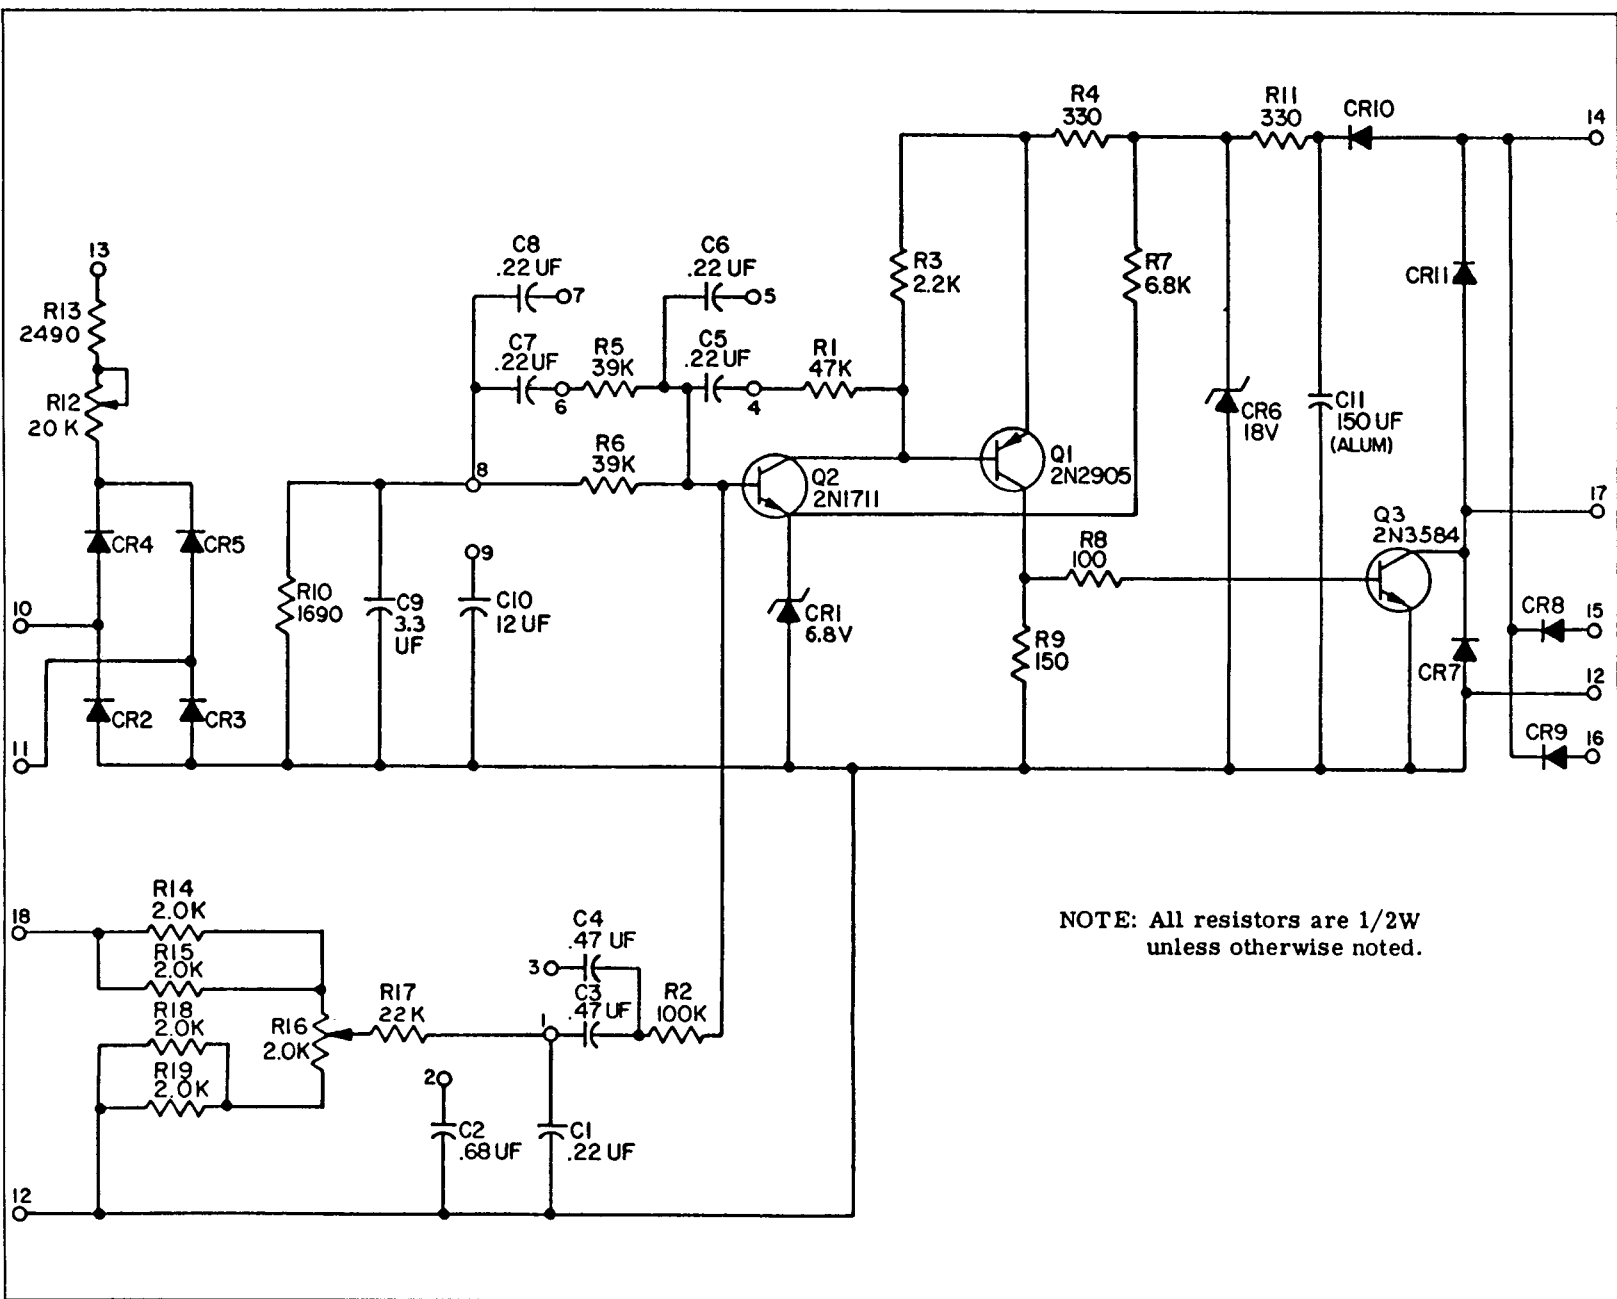 R4
330
R11
330
CR10
14
13
C8
.22 UF
7
C6
.22 UF
5
R3
2.2K
R7
6.8K
CR11
R13
2490
C7
.22UF
6
R5
39K
C5
.22UF
4
R1
47K
R12
20 K
CR6
18V
C11
150 UF
(ALUM)
8
R6
39K
Q2
2N1711
Q1
2N2905
17
Q3
2N3584
CR4
CR5
9
R8
100
10
R10
1690
C9
3.3
UF
C10
12 UF
CR1
6.8V
R9
150
CR8
15
CR7
12
CR2
CR3
11
CR9
16
18
R14
2.0K
R15
2.0K
R18
2.0K
R19
2.0K
R16
2.0K
R17
22K
C4
.47 UF
3
C3
.47 UF
1
R2
100K
2
C2
.68 UF
C1
.22 UF
12
NOTE: All resistors are 1/2W
unless otherwise noted.